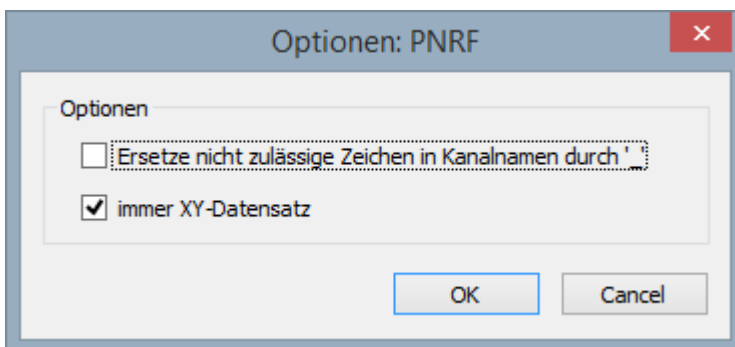 Optionen: PNRF
Optionen
Ersetze nicht zulässige Zeichen in Kanalnamen durch '_'
immer XY-Datensatz
OK Cancel